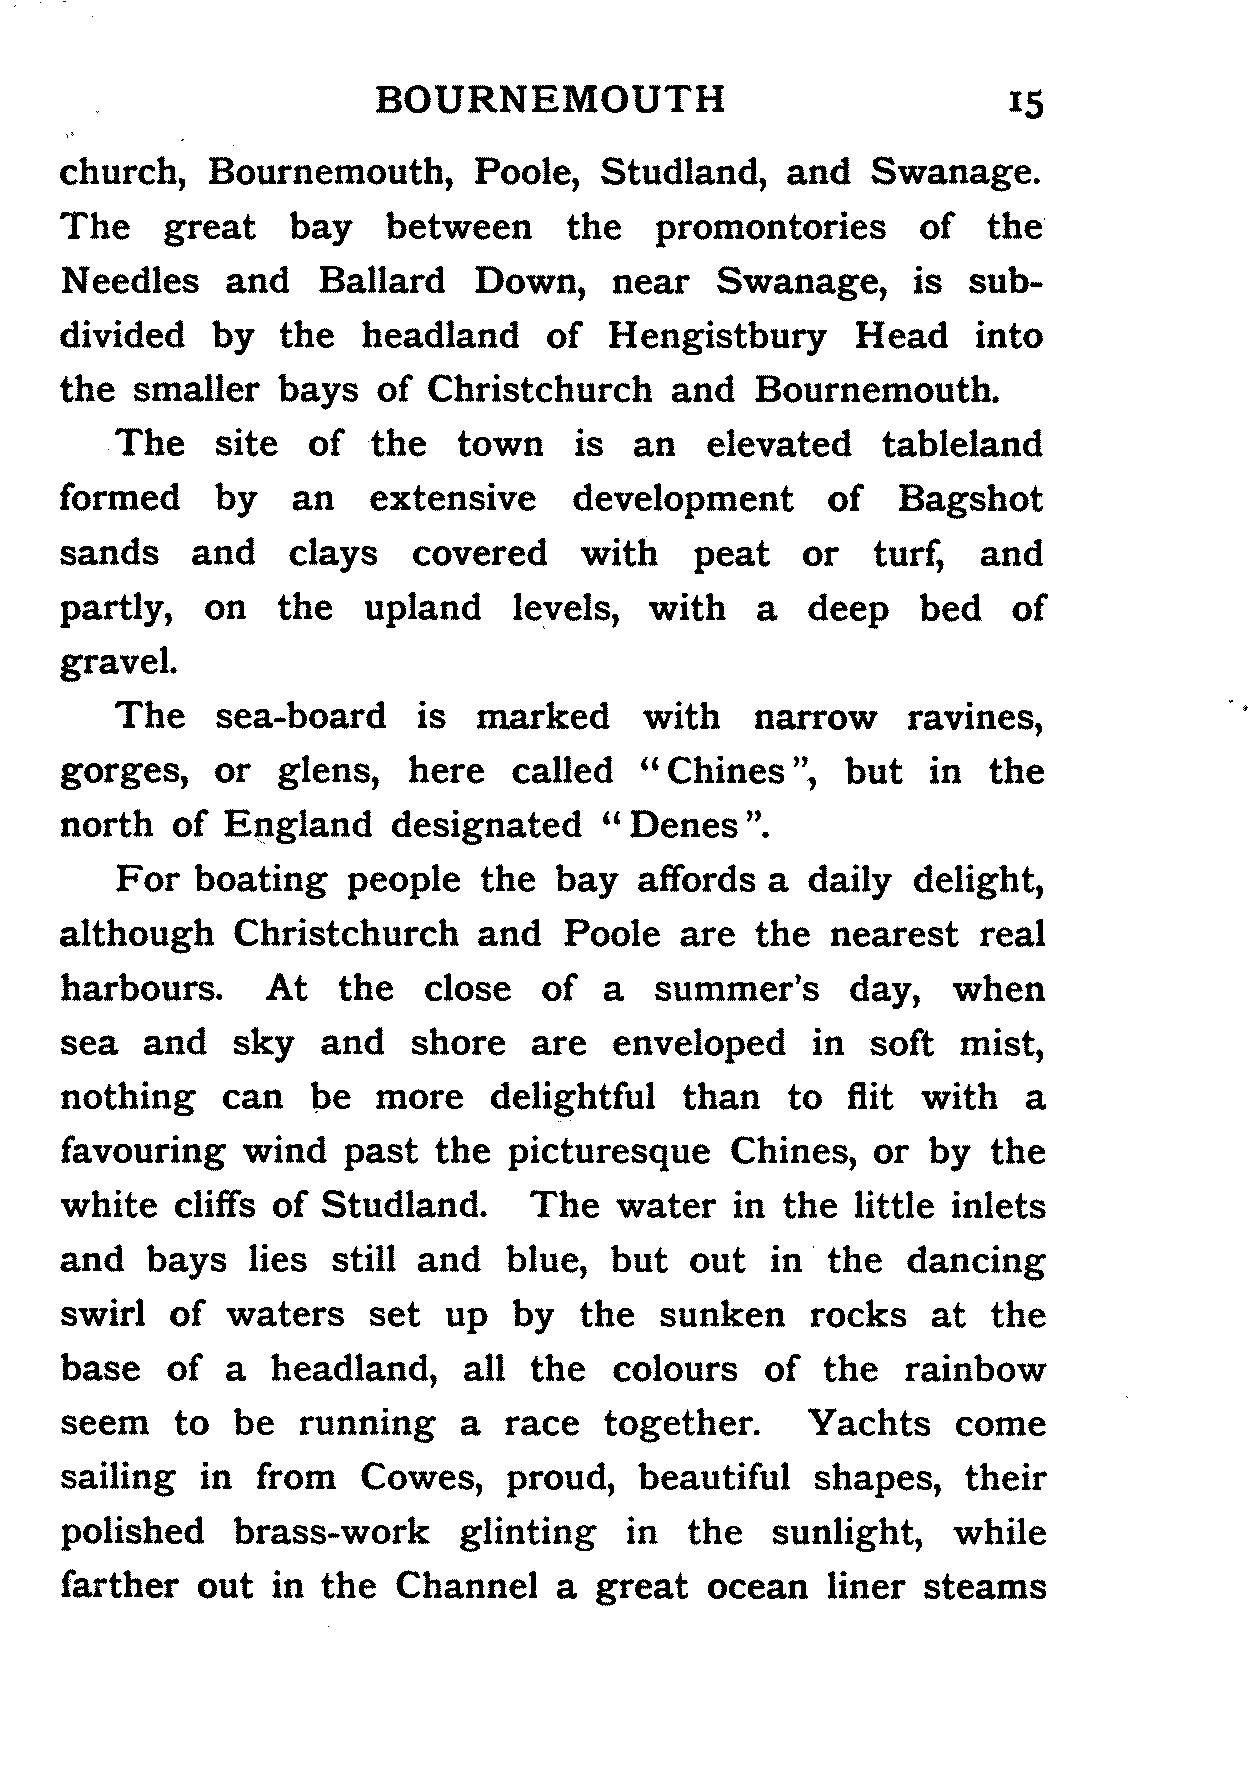 BOURNEMOUTH 15
church, Bournemouth, Poole, Studland, and Swanage.
The great bay between the promontories of the
Needles and Ballard Down, near Swanage, is sub-
divided by the headland of Hengistbury Head into
the smaller bays of Christchurch and Bournemouth.
The site of the town is an elevated tableland
formed by an extensive development of Bagshot
sands and clays covered with peat or turf, and
partly, on the upland levels, with a deep bed of
gravel.
The sea-board is marked with narrow ravines,
gorges, or glens, here called “Chines”, but in the
north of England designated “Denes”.
For boating people the bay affords a daily delight,
although Christchurch and Poole are the nearest real
harbours. At the close of a summer's day, when
sea and sky and shore are enveloped in soft mist,
nothing can be more delightful than to flit with a
favouring wind past the picturesque Chines, or by the
white cliffs of Studland. The water in the little inlets
and bays lies still and blue, but out in the dancing
swirl of waters set up by the sunken rocks at the
base of a headland, all the colours of the rainbow
seem to be running a race together. Yachts come
sailing in from Cowes, proud, beautiful shapes, their
polished brass-work glinting in the sunlight, while
farther out in the Channel a great ocean liner steams